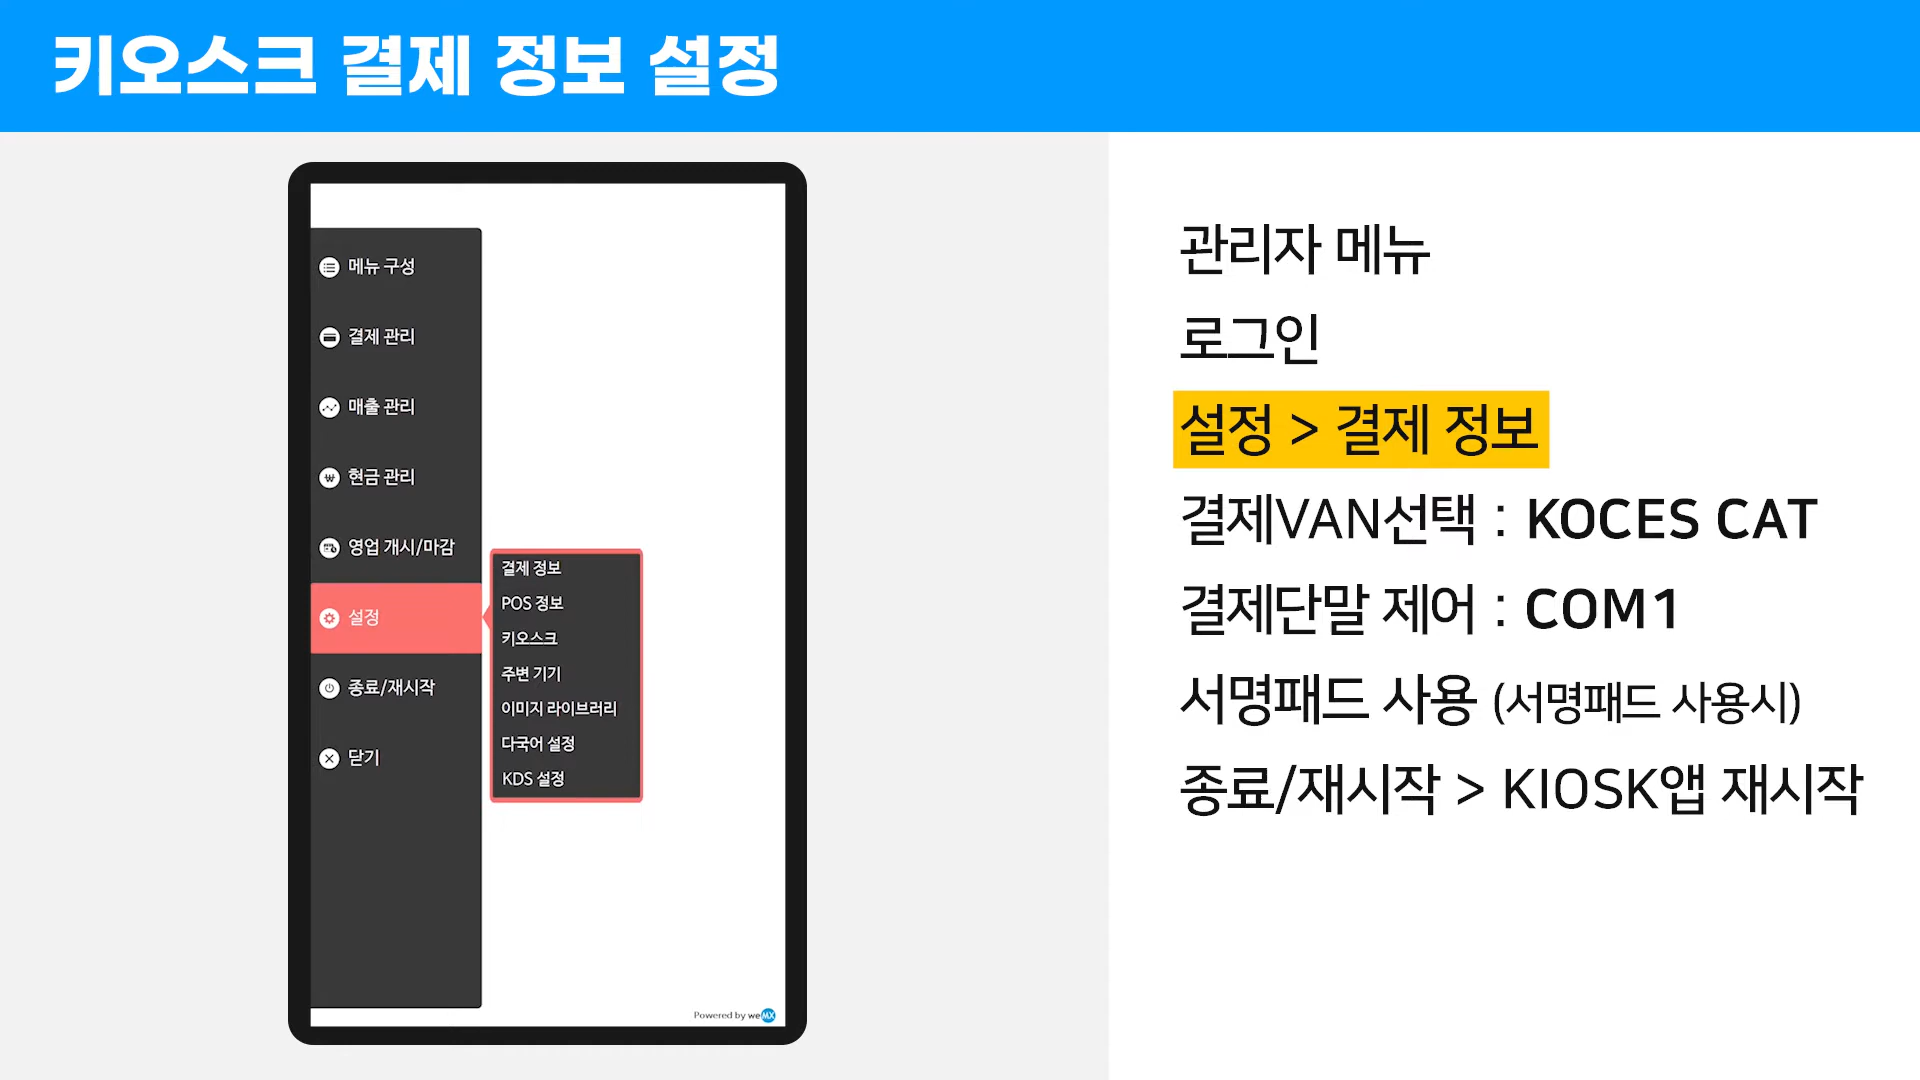 키오스크 결제 정보 설정
메뉴 구성
결제 관리
매출 관리
현금 관리
영업 개시/마감
설정
종료/재시작
닫기
결제 정보
POS 정보
키오스크
주변 기기
이미지 라이브러리
다국어 설정
KDS 설정
Powered by weMX
관리자 메뉴
로그인
설정 > 결제 정보
결제VAN선택 : KOCES CAT
결제단말 제어 : COM1
서명패드 사용 (서명패드 사용시)
종료/재시작 > KIOSK앱 재시작